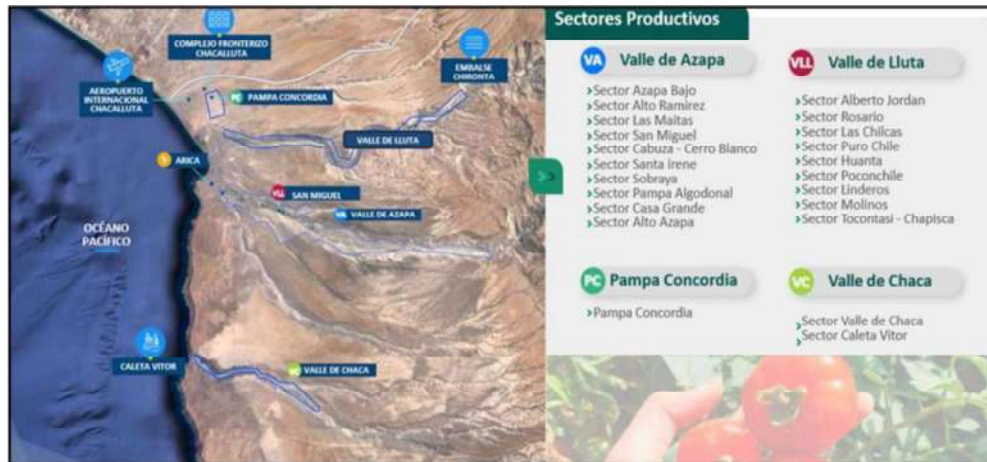 COMPLEJO FRONTERIZO
CHACALLUTA
AEROPUERTO
INTERNACIONAL
CHACALLUTA
EMBALSE
CHIRONTA
PC PAMPA CONCORDIA
VALLE DE LLUTA
ARICA
VLL SAN MIGUEL
VA VALLE DE AZAPA
OCÉANO
PACÍFICO
CALETA VITOR
VC VALLE DE CHACA
Sectores Productivos
VA Valle de Azapa
Sector Azapa Bajo
Sector Alto Ramirez
Sector Las Maitas
Sector San Miguel
Sector Cabuza - Cerro Blanco
Sector Santa irene
Sector Sobraya
Sector Pampa Algodonal
Sector Casa Grande
Sector Alto Azapa
VLL Valle de Lluta
Sector Alberto Jordan
Sector Rosario
Sector Las Chilcas
Sector Puro Chile
Sector Huanta
Sector Poconchile
Sector Linderos
Sector Molinos
Sector Tocontasi - Chapisca
PC Pampa Concordia
Pampa Concordia
VC Valle de Chaca
Sector Valle de Chaca
Sector Caleta Vitor